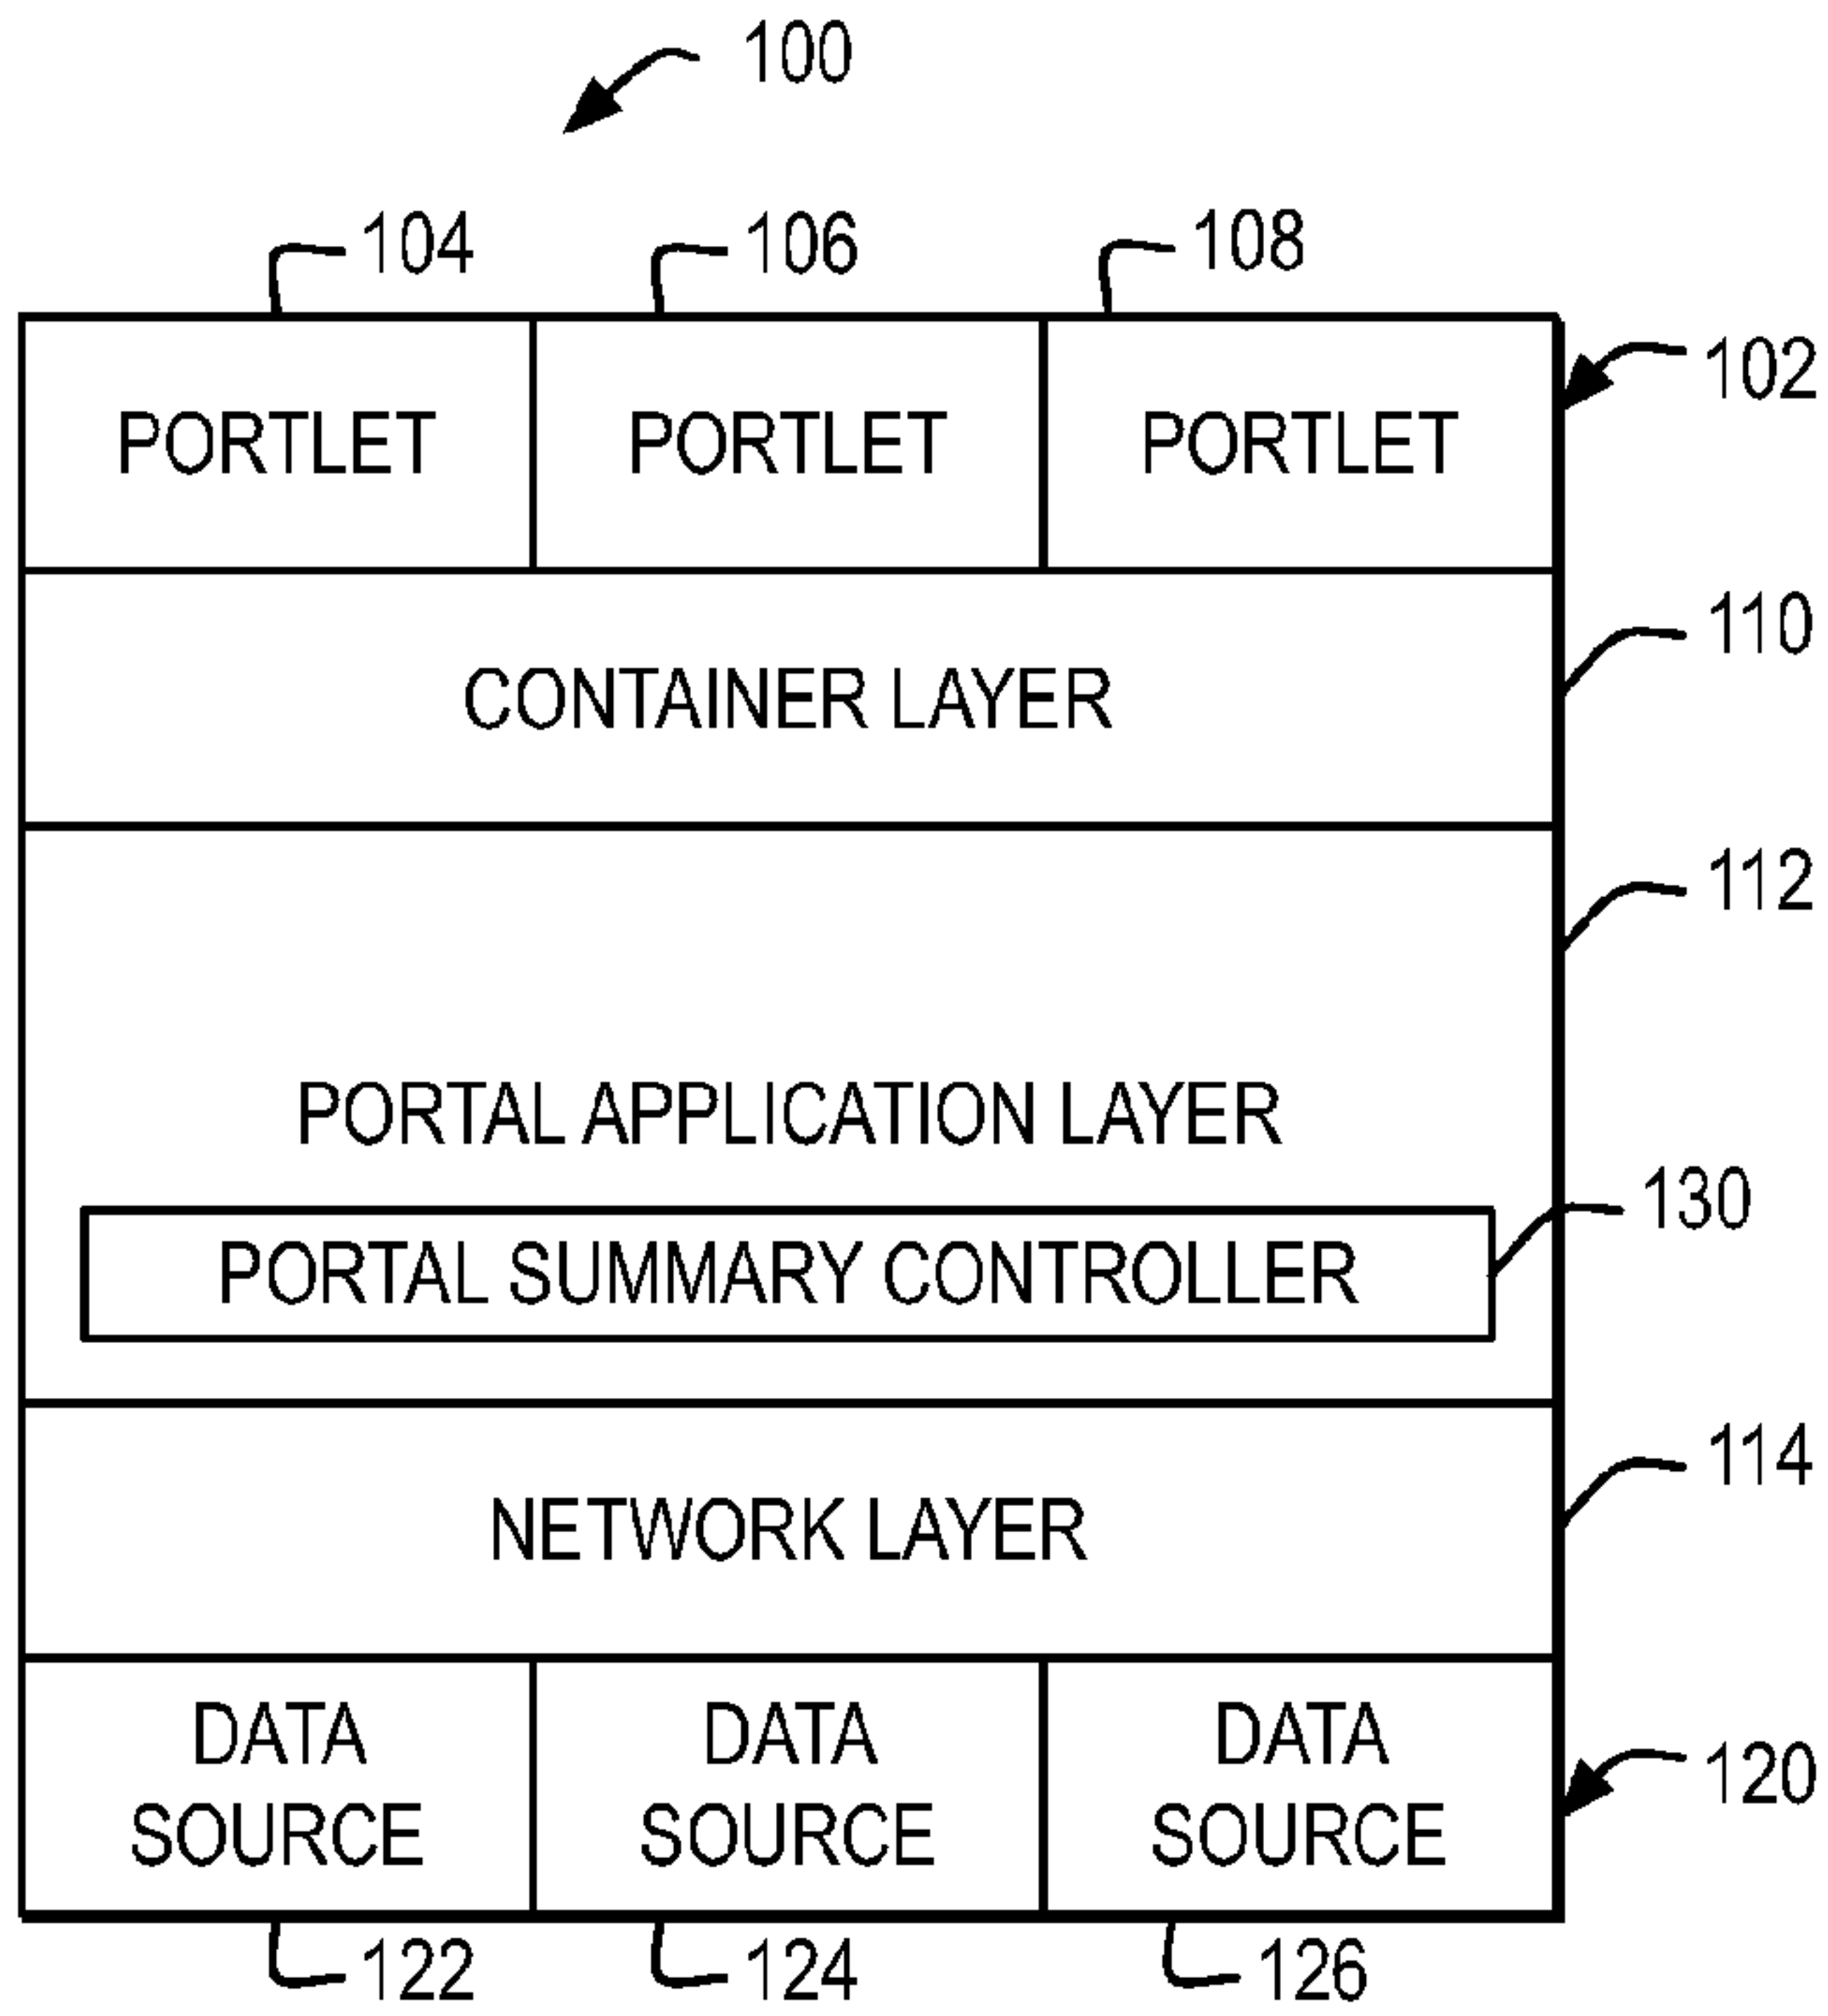 100
104 106 108
102
PORTLET PORTLET PORTLET
110
CONTAINER LAYER
112
PORTAL APPLICATION LAYER
130
PORTAL SUMMARY CONTROLLER
114
NETWORK LAYER
DATA DATA DATA
120
SOURCE SOURCE SOURCE
122 124 126